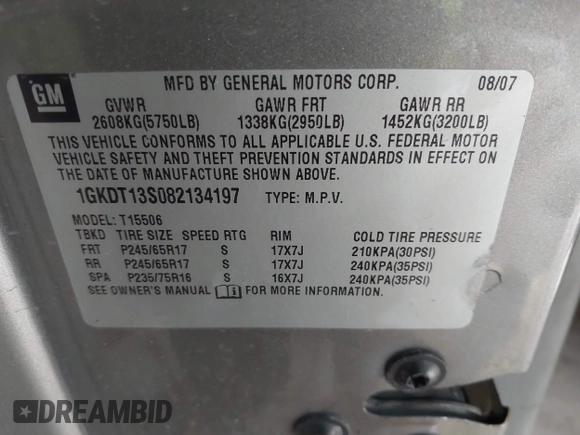 GM
MFD BY GENERAL MOTORS CORP. 08/07
GVWR GAWR FRT GAWR RR
2608KG(5750LB) 1338KG(2950LB) 1452KG(3200LB)
THIS VEHICLE CONFORMS TO ALL APPLICABLE U.S. FEDERAL MOTOR
VEHICLE SAFETY AND THEFT PREVENTION STANDARDS IN EFFECT ON
THE DATE OF MANUFACTURE SHOWN ABOVE.
1GKDT13S082134197 TYPE: M.P.V.
MODEL: T15506
TBKD TIRE SIZE SPEED RTG RIM COLD TIRE PRESSURE
FRT P245/65R17 S 17X7J 210KPA(30PSI)
RR P245/65R17 S 17X7J 240KPA(35PSI)
SPA P235/75R16 S 16X7J 240KPA(35PSI)
SEE OWNER'S MANUAL FOR MORE INFORMATION.
DREAMBID